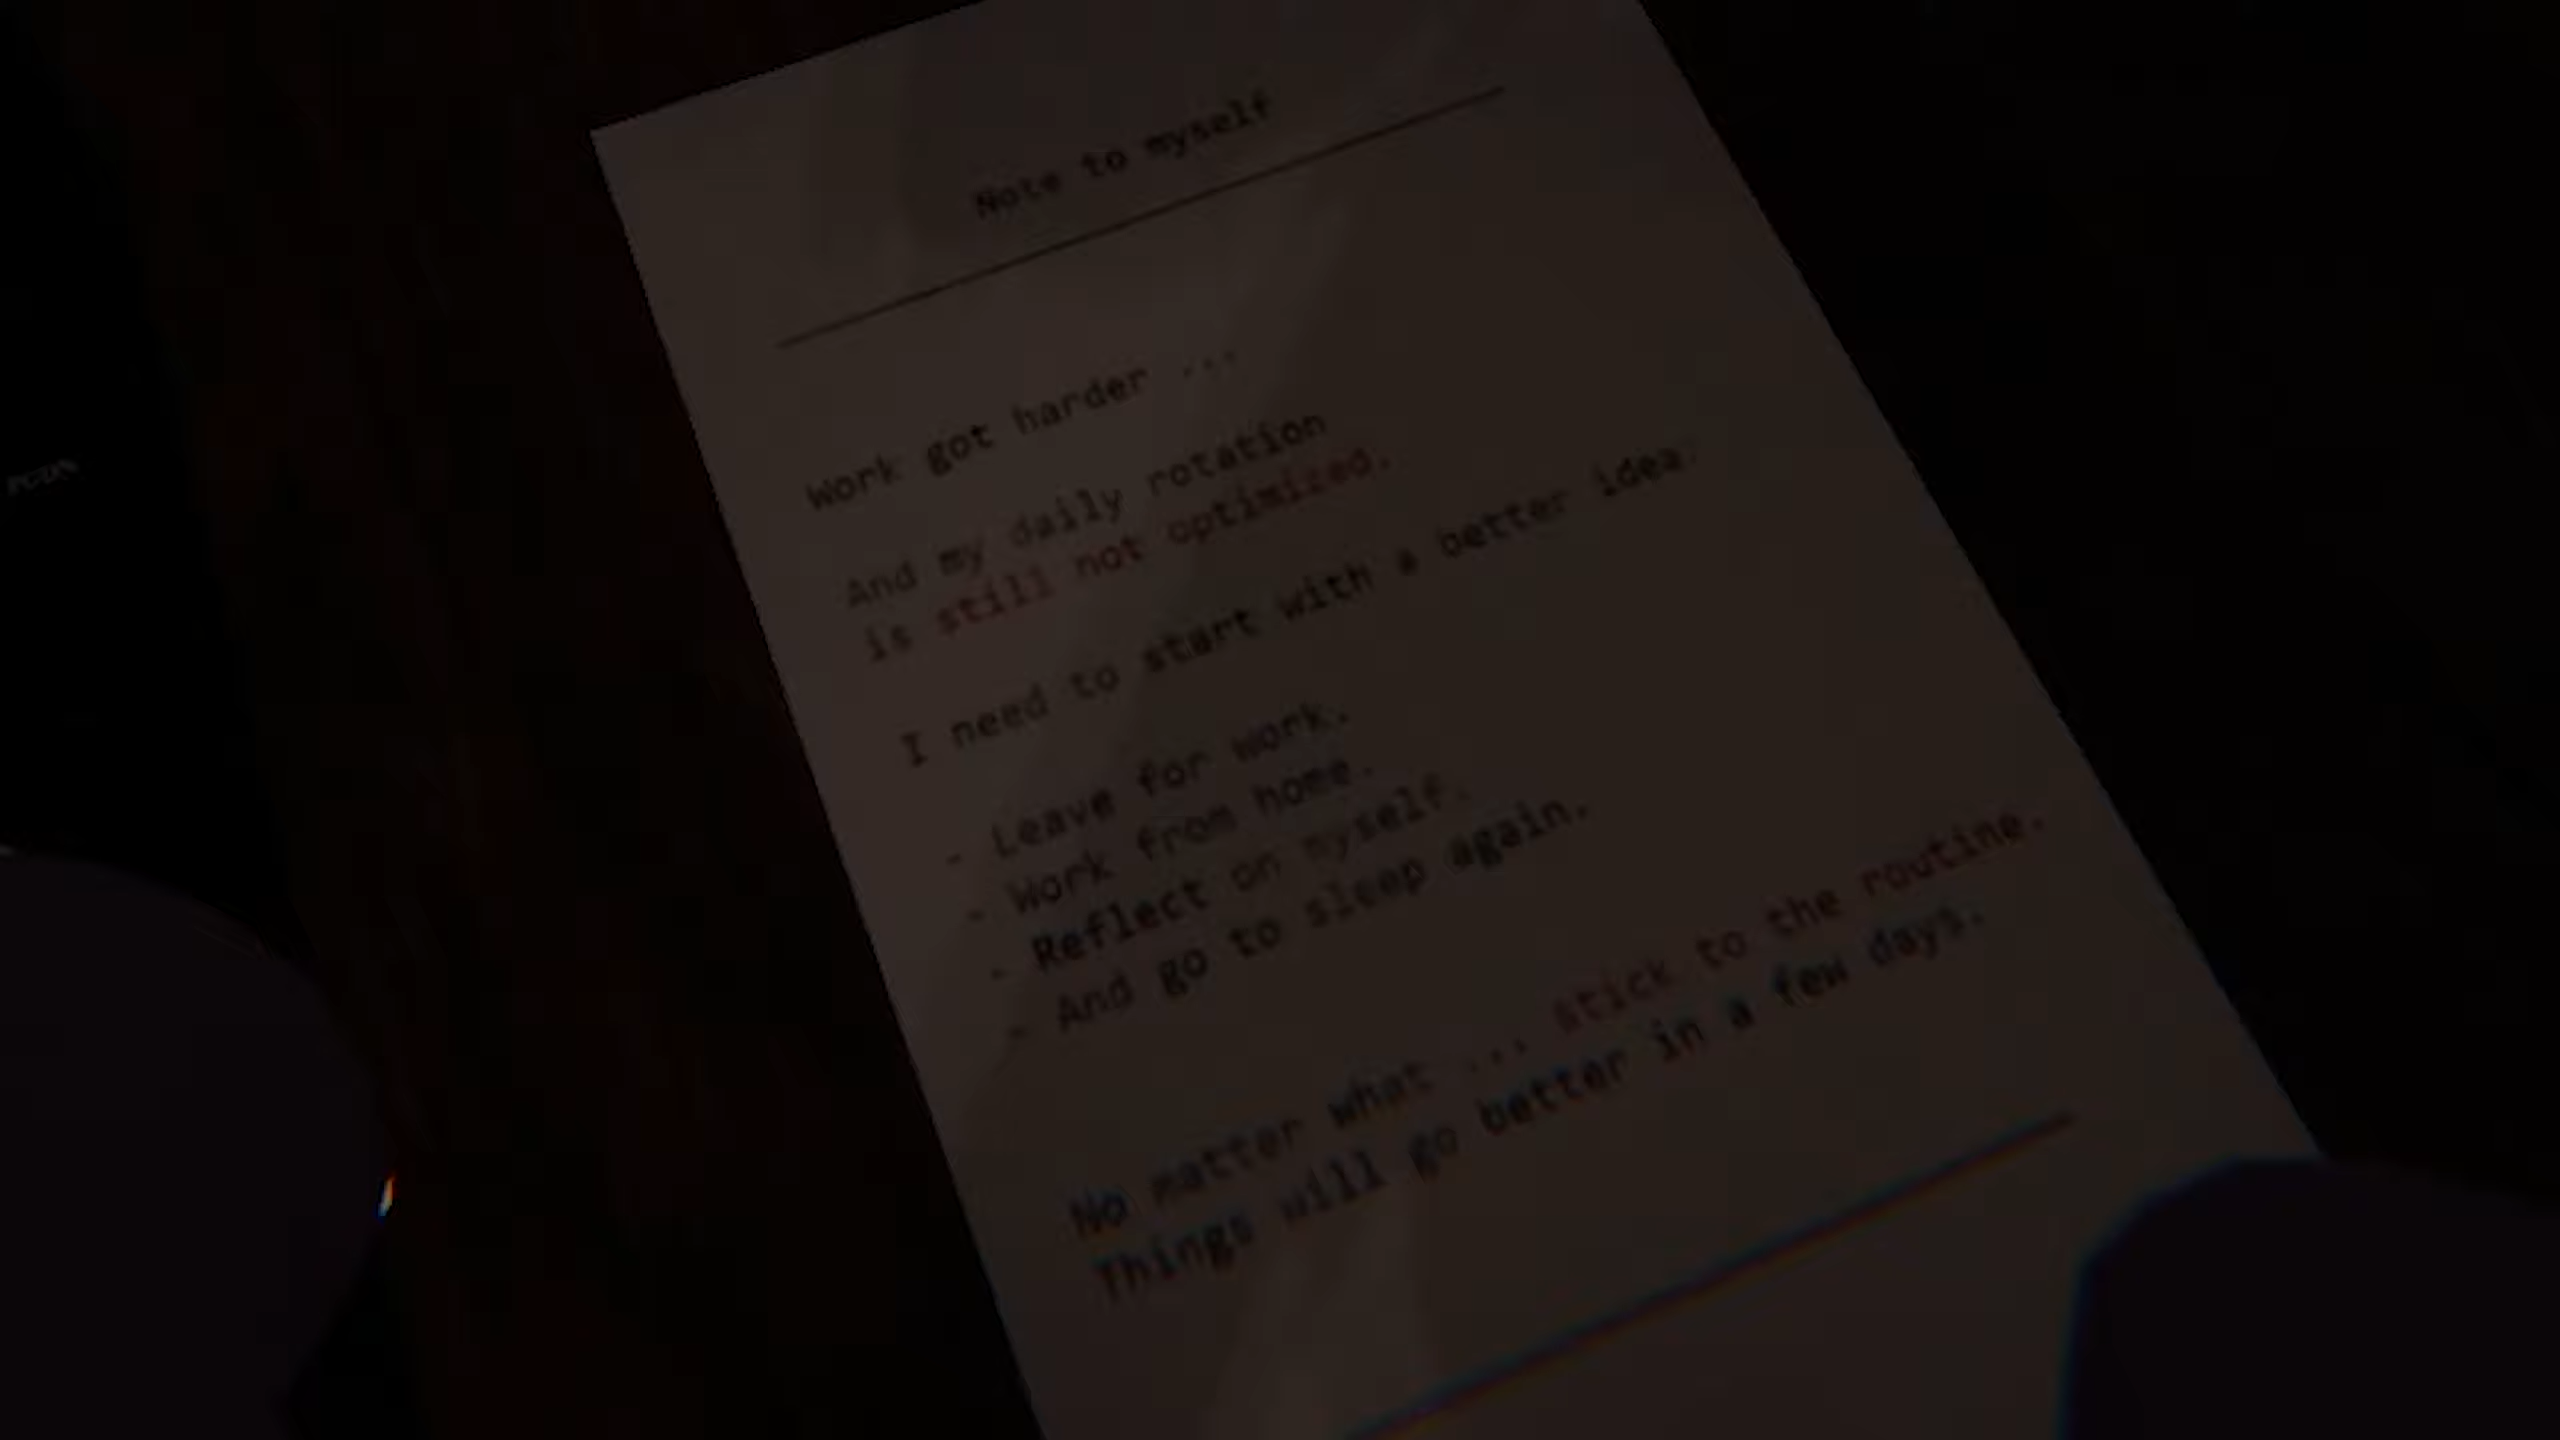 Note to myself
Work got harder ...
And my daily rotation
is still not optimized.
I need to start with a better idea.
- Leave for work.
- Work from home.
- Reflect on myself.
- And go to sleep again.
No matter what ... stick to the routine.
Things will go better in a few days.